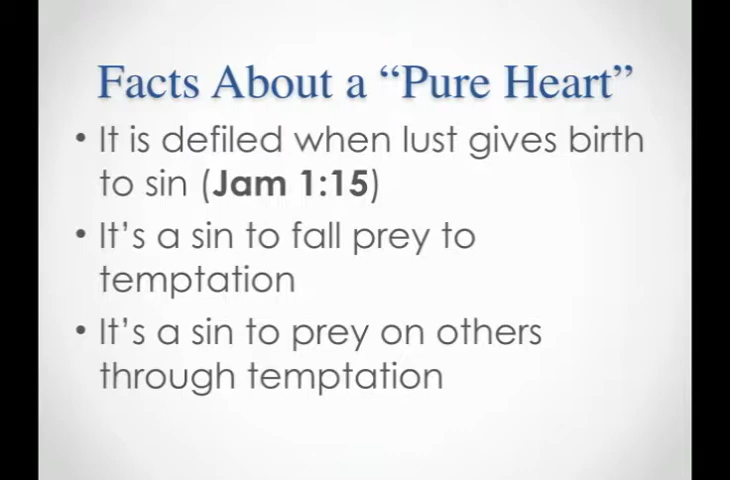 Facts About a “Pure Heart”
• It is defiled when lust gives birth
to sin (Jam 1:15)
• It’s a sin to fall prey to
temptation
• It’s a sin to prey on others
through temptation